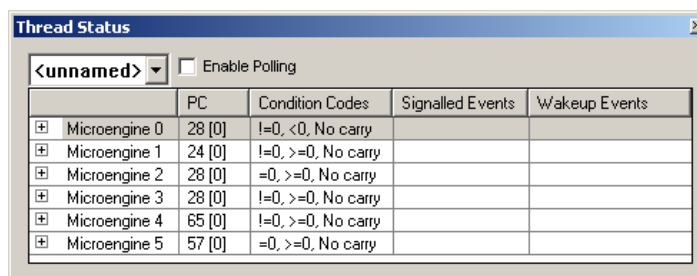 Thread Status
<unnamed> Enable Polling
PC Condition Codes Signalled Events Wakeup Events
Microengine 0 28 [0] !=0, <0, No carry
Microengine 1 24 [0] !=0, >=0, No carry
Microengine 2 28 [0] =0, >=0, No carry
Microengine 3 28 [0] !=0, >=0, No carry
Microengine 4 65 [0] !=0, >=0, No carry
Microengine 5 57 [0] =0, >=0, No carry